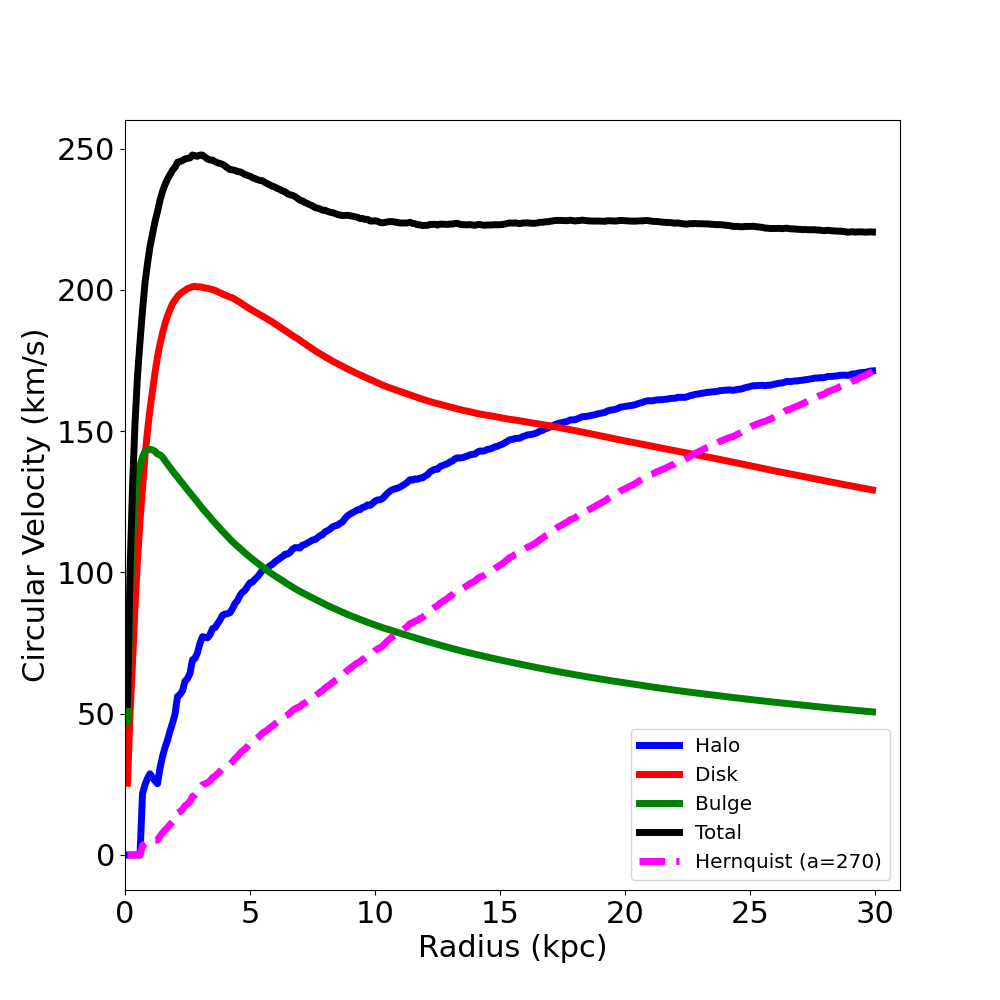 250
200
150
100
50
0
Circular Velocity (km/s)
Halo
Disk
Bulge
Total
Hernquist (a=270)
0 5 10 15 20 25 30
Radius (kpc)